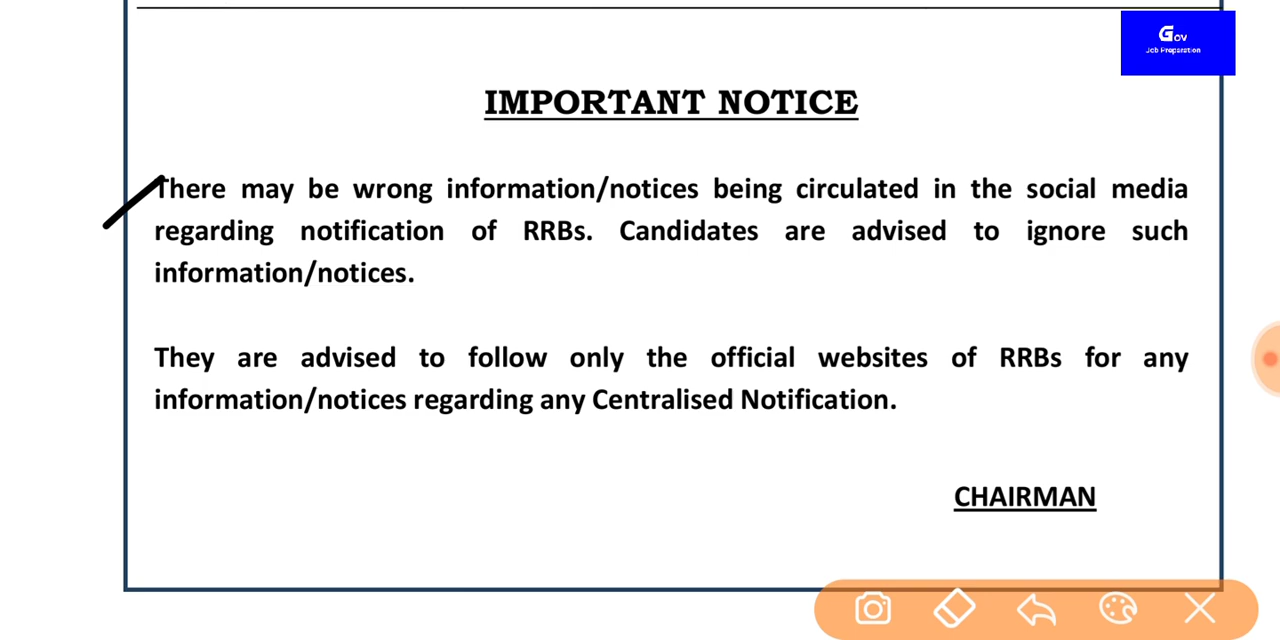 Gov
Job Preparation
IMPORTANT NOTICE
There may be wrong information/notices being circulated in the social media
regarding notification of RRBs. Candidates are advised to ignore such
information/notices.
They are advised to follow only the official websites of RRBs for any
information/notices regarding any Centralised Notification.
CHAIRMAN